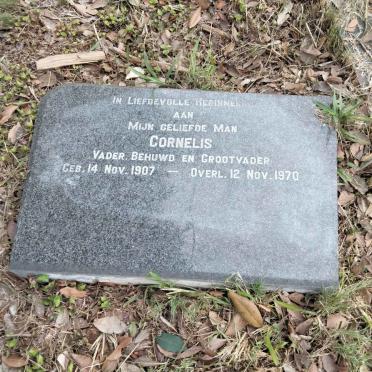 IN LIEFDEVOLLE HERINNERING
AAN
MIJN GELIEFDE MAN
CORNELIS
VADER, BEHUWD EN GROOTVADER
GEB. 14 NOV. 1907 — OVERL. 12 NOV. 1970